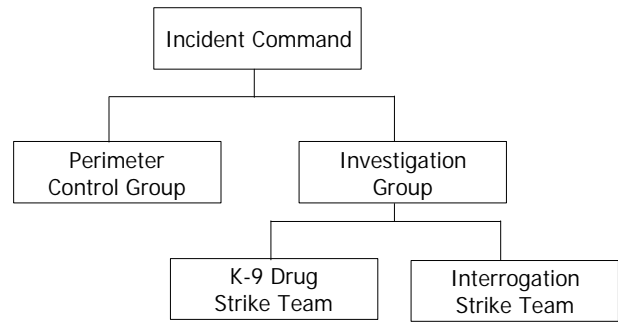 Incident Command
Perimeter
Control Group
Investigation
Group
K-9 Drug
Strike Team
Interrogation
Strike Team